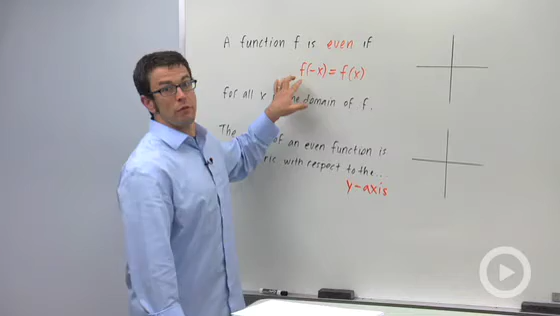 A function f is even if
f(-x) = f(x)
for all x the domain of f.
The of an even function is
with respect to the...
y-axis